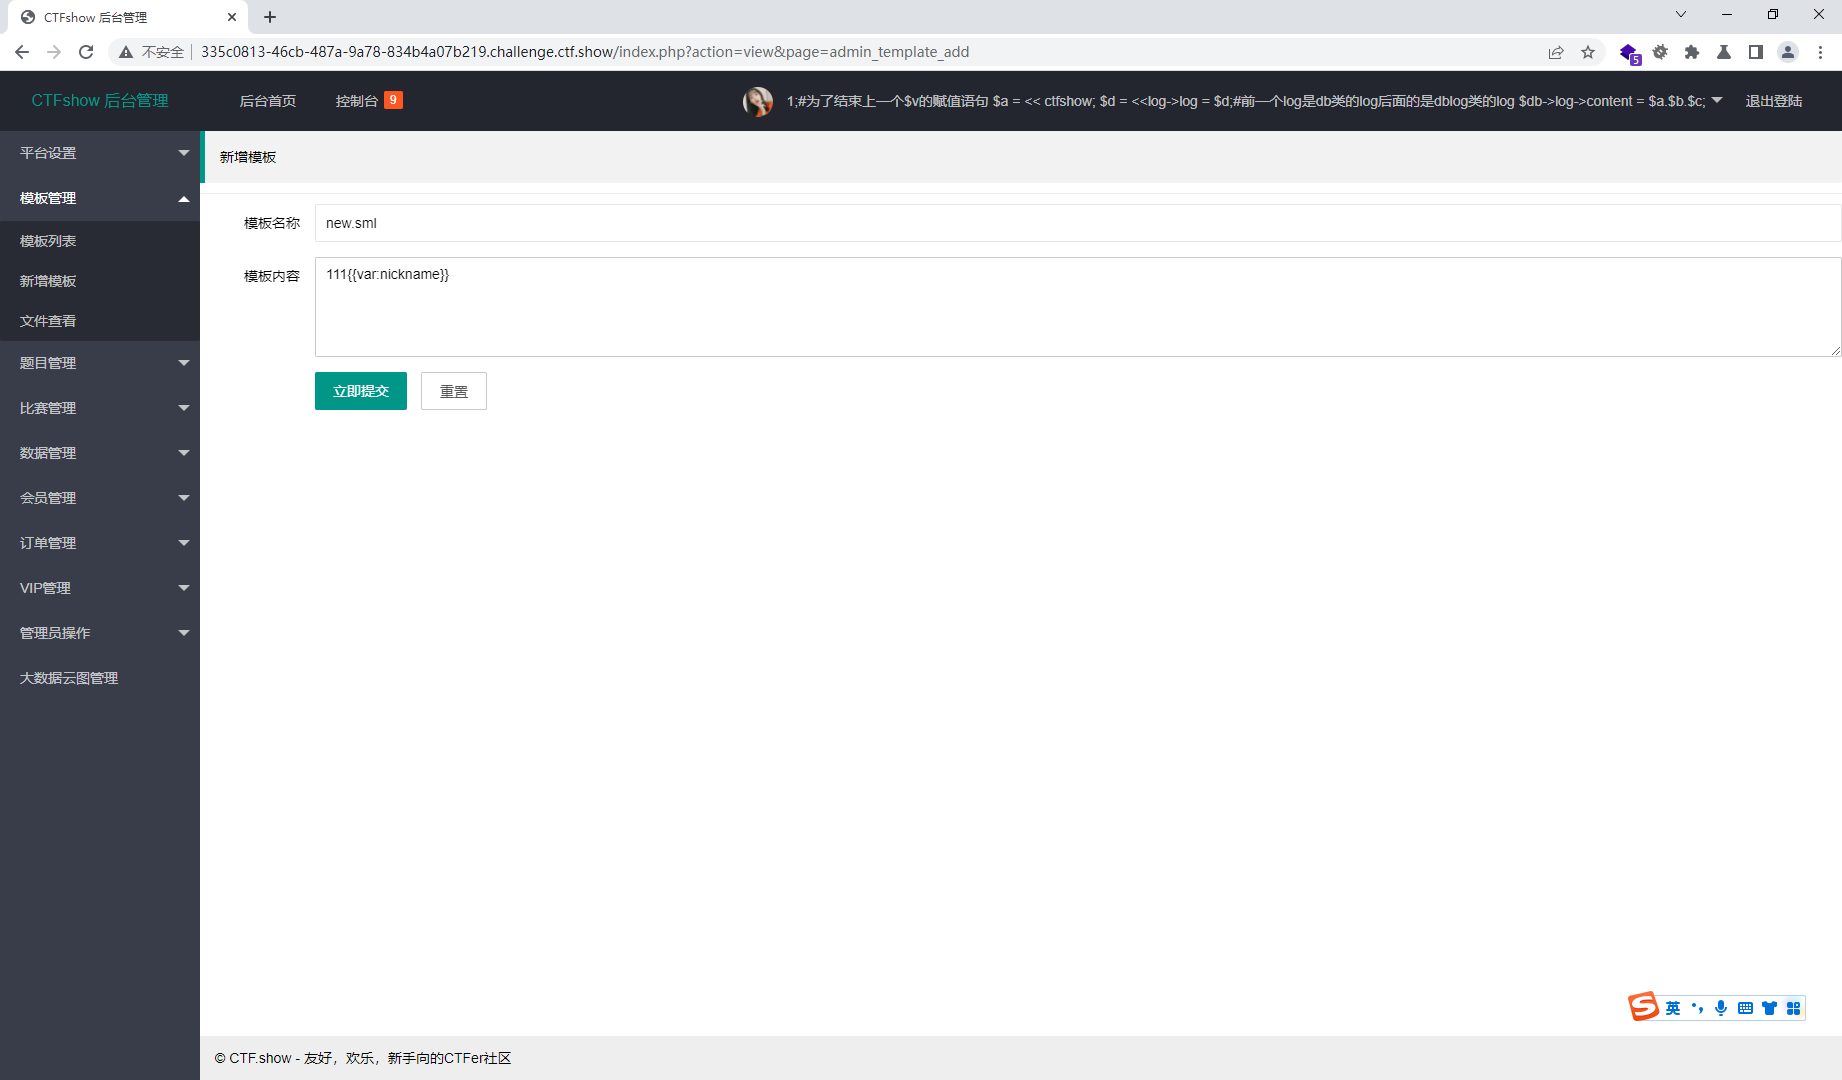 CTFshow 后台管理
不安全 335c0813-46cb-487a-9a78-834b4a07b219.challenge.ctf.show/index.php?action=view&page=admin_template_add
5
CTFshow 后台管理
后台首页
控制台 9
1;#为了结束上一个$v的赋值语句 $a = << ctfshow; $d = <<log->log = $d;#前一个log是db类的log后面的是dblog类的log $db->log->content = $a.$b.$c;
退出登陆
平台设置
模板管理
模板列表
新增模板
文件查看
题目管理
比赛管理
数据管理
会员管理
订单管理
VIP管理
管理员操作
大数据云图管理
新增模板
模板名称 new.sml
模板内容 111{{var:nickname}}
立即提交 重置
S 英
© CTF.show - 友好，欢乐，新手向的CTFer社区